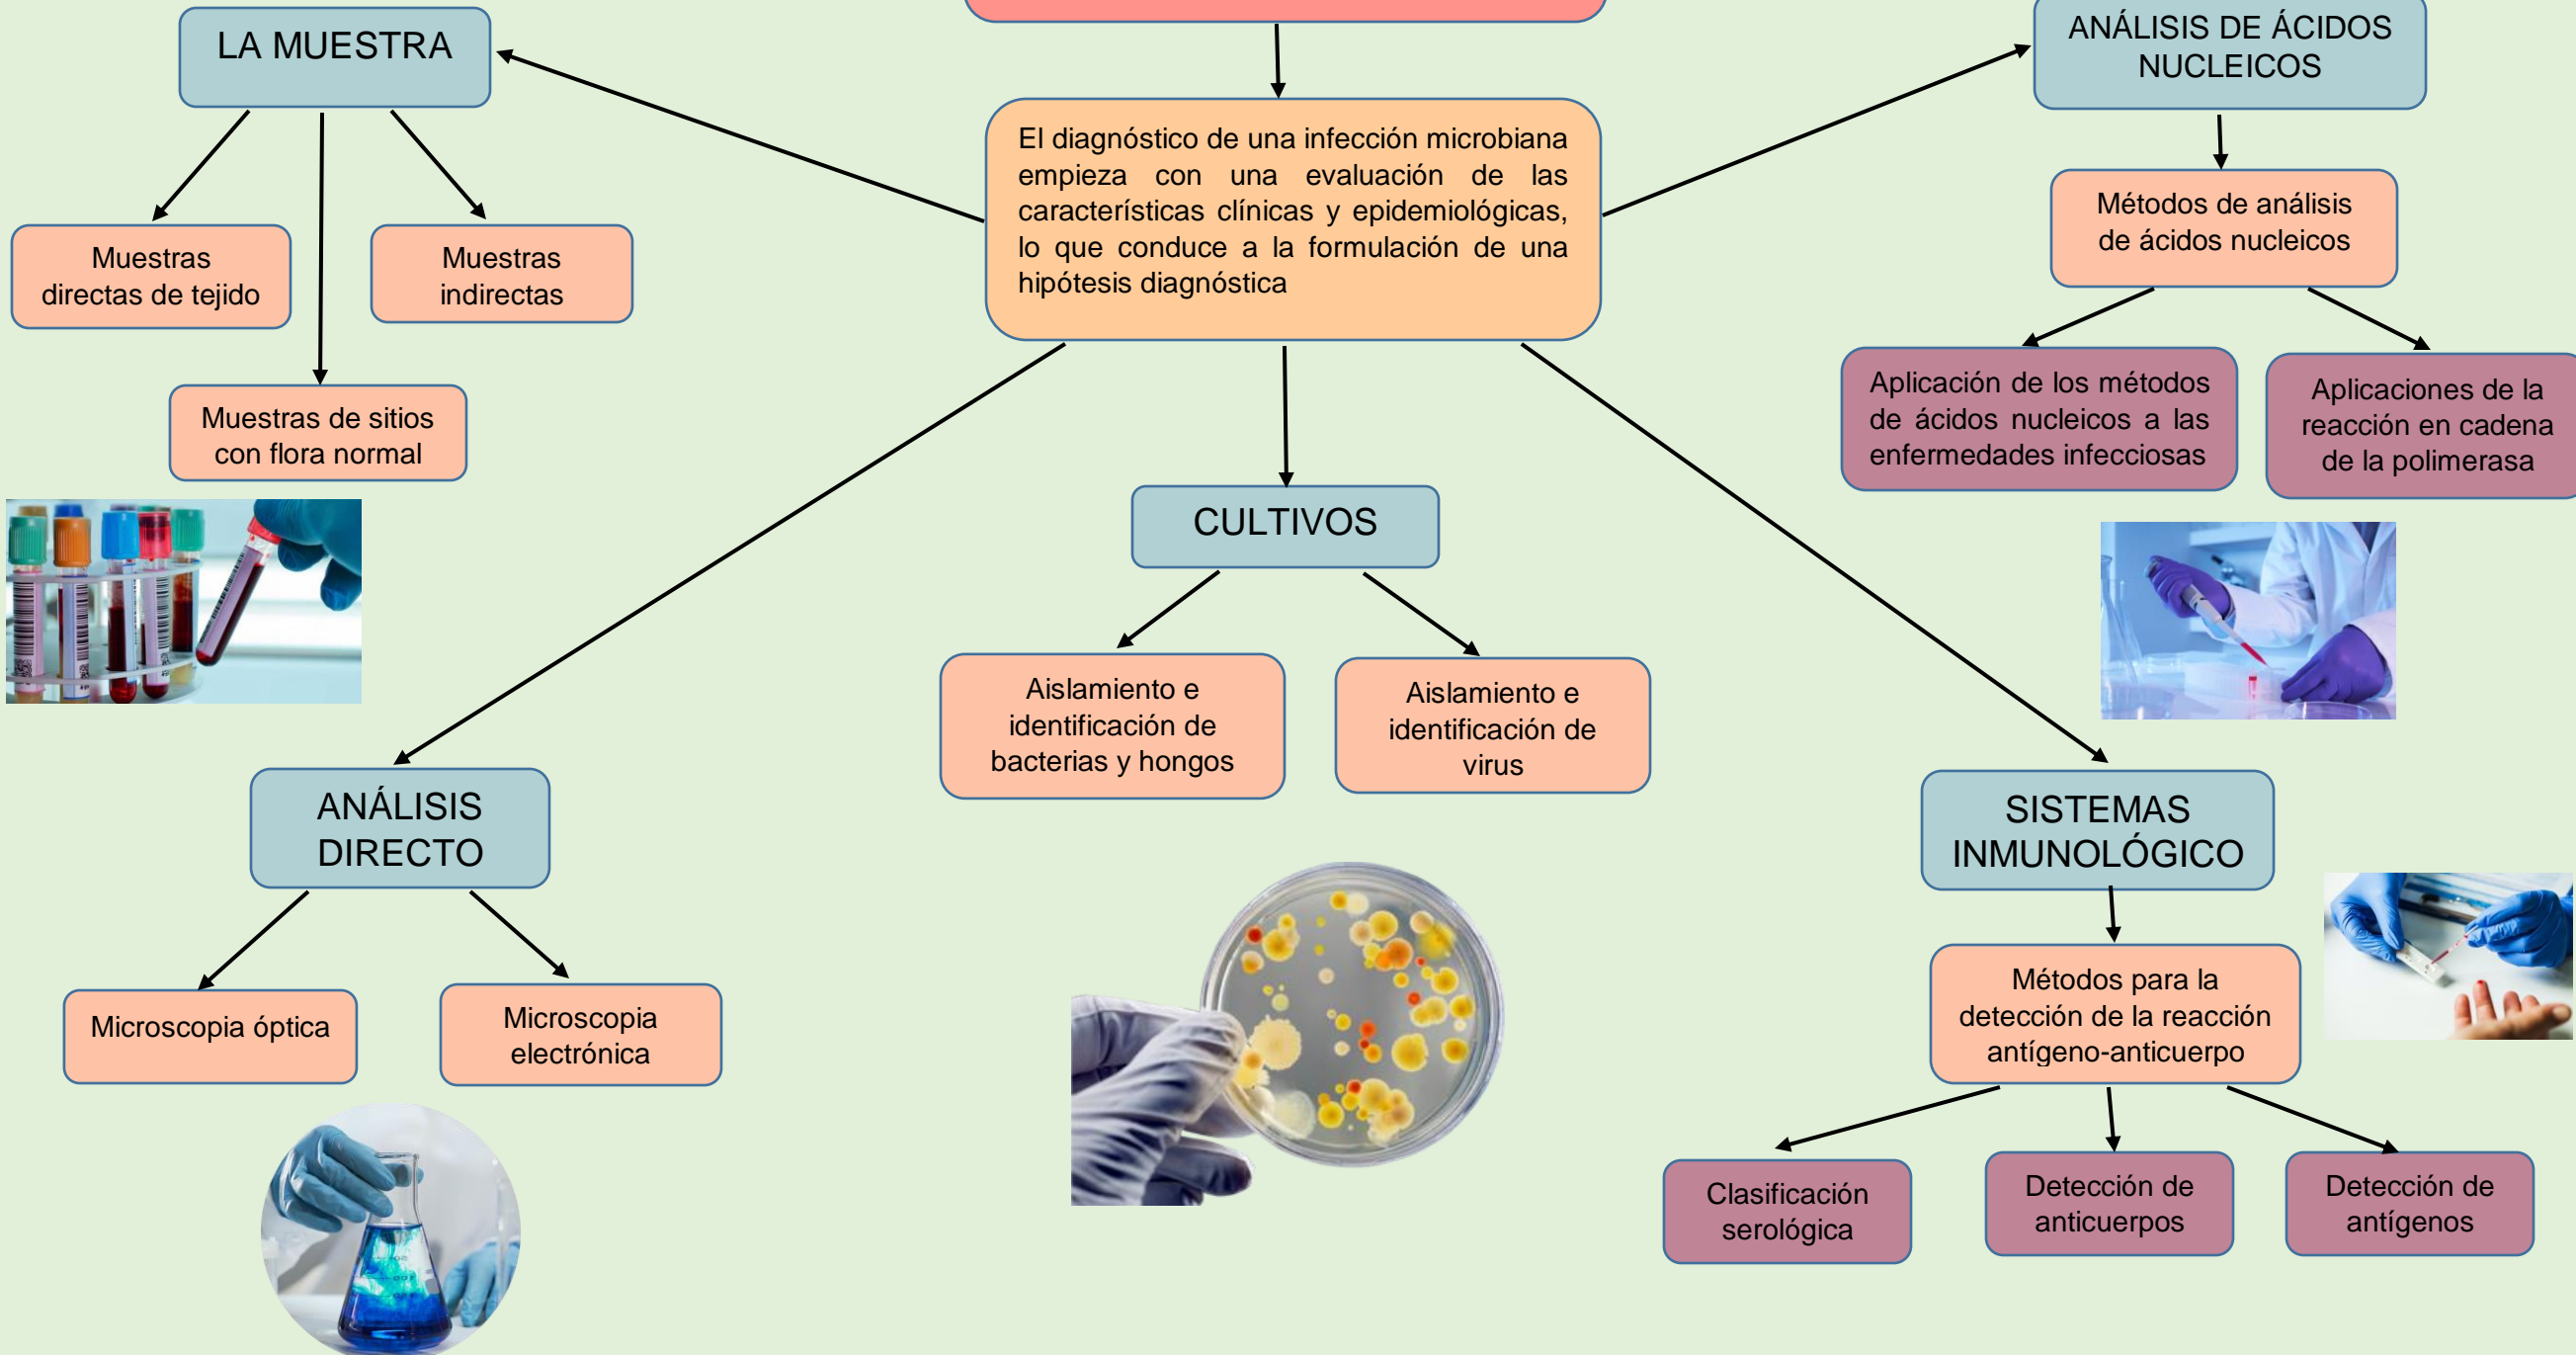 LA MUESTRA
ANÁLISIS DE ÁCIDOS
NUCLEICOS
El diagnóstico de una infección microbiana
empieza con una evaluación de las
características clínicas y epidemiológicas,
lo que conduce a la formulación de una
hipótesis diagnóstica
Métodos de análisis
de ácidos nucleicos
Muestras
directas de tejido
Muestras
indirectas
Muestras de sitios
con flora normal
Aplicación de los métodos
de ácidos nucleicos a las
enfermedades infecciosas
Aplicaciones de la
reacción en cadena
de la polimerasa
CULTIVOS
Aislamiento e
identificación de
bacterias y hongos
Aislamiento e
identificación de
virus
ANÁLISIS
DIRECTO
SISTEMAS
INMUNOLÓGICO
Microscopia óptica
Microscopia
electrónica
Métodos para la
detección de la reacción
antígeno-anticuerpo
Clasificación
serológica
Detección de
anticuerpos
Detección de
antígenos